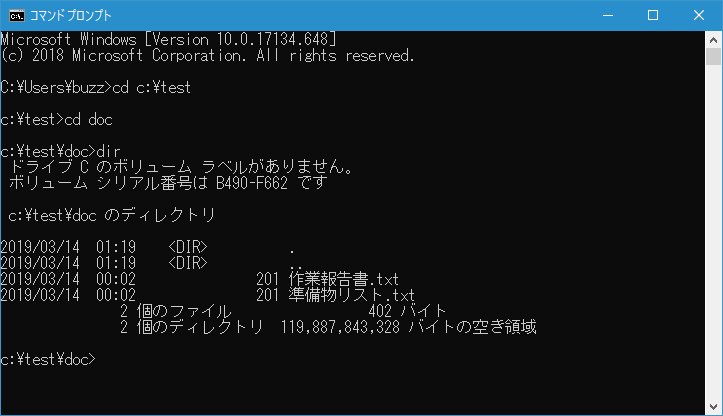 コマンドプロンプト
Microsoft Windows [Version 10.0.17134.648]
(c) 2018 Microsoft Corporation. All rights reserved.
C:¥Users¥buzz>cd c:¥test
c:¥test>cd doc
c:¥test¥doc>dir
ドライブ C のボリューム ラベルがありません。
ボリューム シリアル番号は B490-F662 です
c:¥test¥doc のディレクトリ
2019/03/14  01:19    <DIR>          .
2019/03/14  01:19    <DIR>          ..
2019/03/14  00:02               201 作業報告書.txt
2019/03/14  00:02               201 準備物リスト.txt
2 個のファイル                 402 バイト
2 個のディレクトリ  119,887,843,328 バイトの空き領域
c:¥test¥doc>